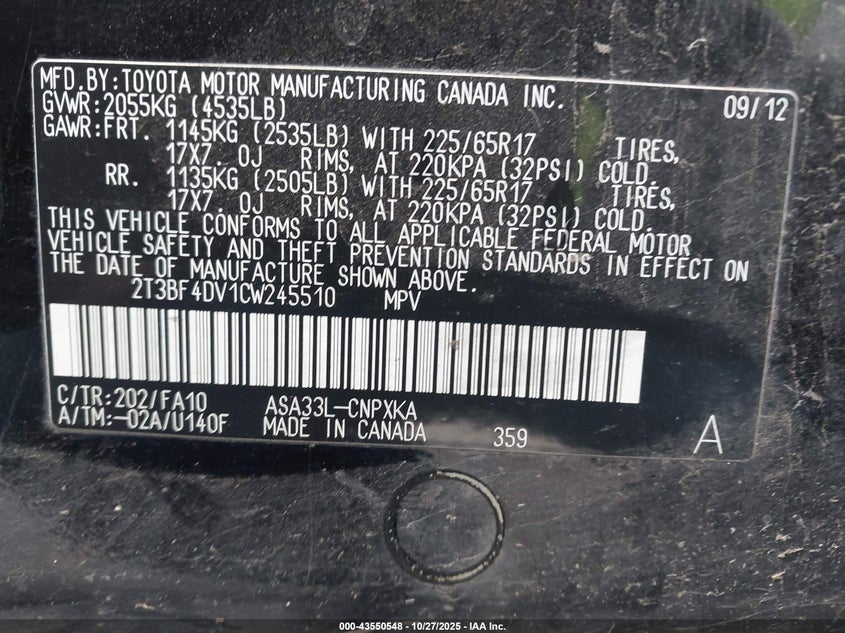 MFD.BY:TOYOTA MOTOR MANUFACTURING CANADA INC. 09/12
GVWR:2055KG (4535LB)
GAWR:FRT. 1145KG (2535LB) WITH 225/65R17 TIRES,
17X7. 0J RIMS, AT 220KPA (32PSI) COLD.
RR. 1135KG (2505LB) WITH 225/65R17 TIRES,
17X7. 0J RIMS, AT 220KPA (32PSI) COLD.
THIS VEHICLE CONFORMS TO ALL APPLICABLE FEDERAL MOTOR
VEHICLE SAFETY AND THEFT PREVENTION STANDARDS IN EFFECT ON
THE DATE OF MANUFACTURE SHOWN ABOVE.
2T3BF4DV1CW245510 MPV
C/TR:202/FA10 ASA33L-CNPXKA
A/TM:-02A/U140F MADE IN CANADA 359 A
000-43550548 - 10/27/2025 - IAA Inc.